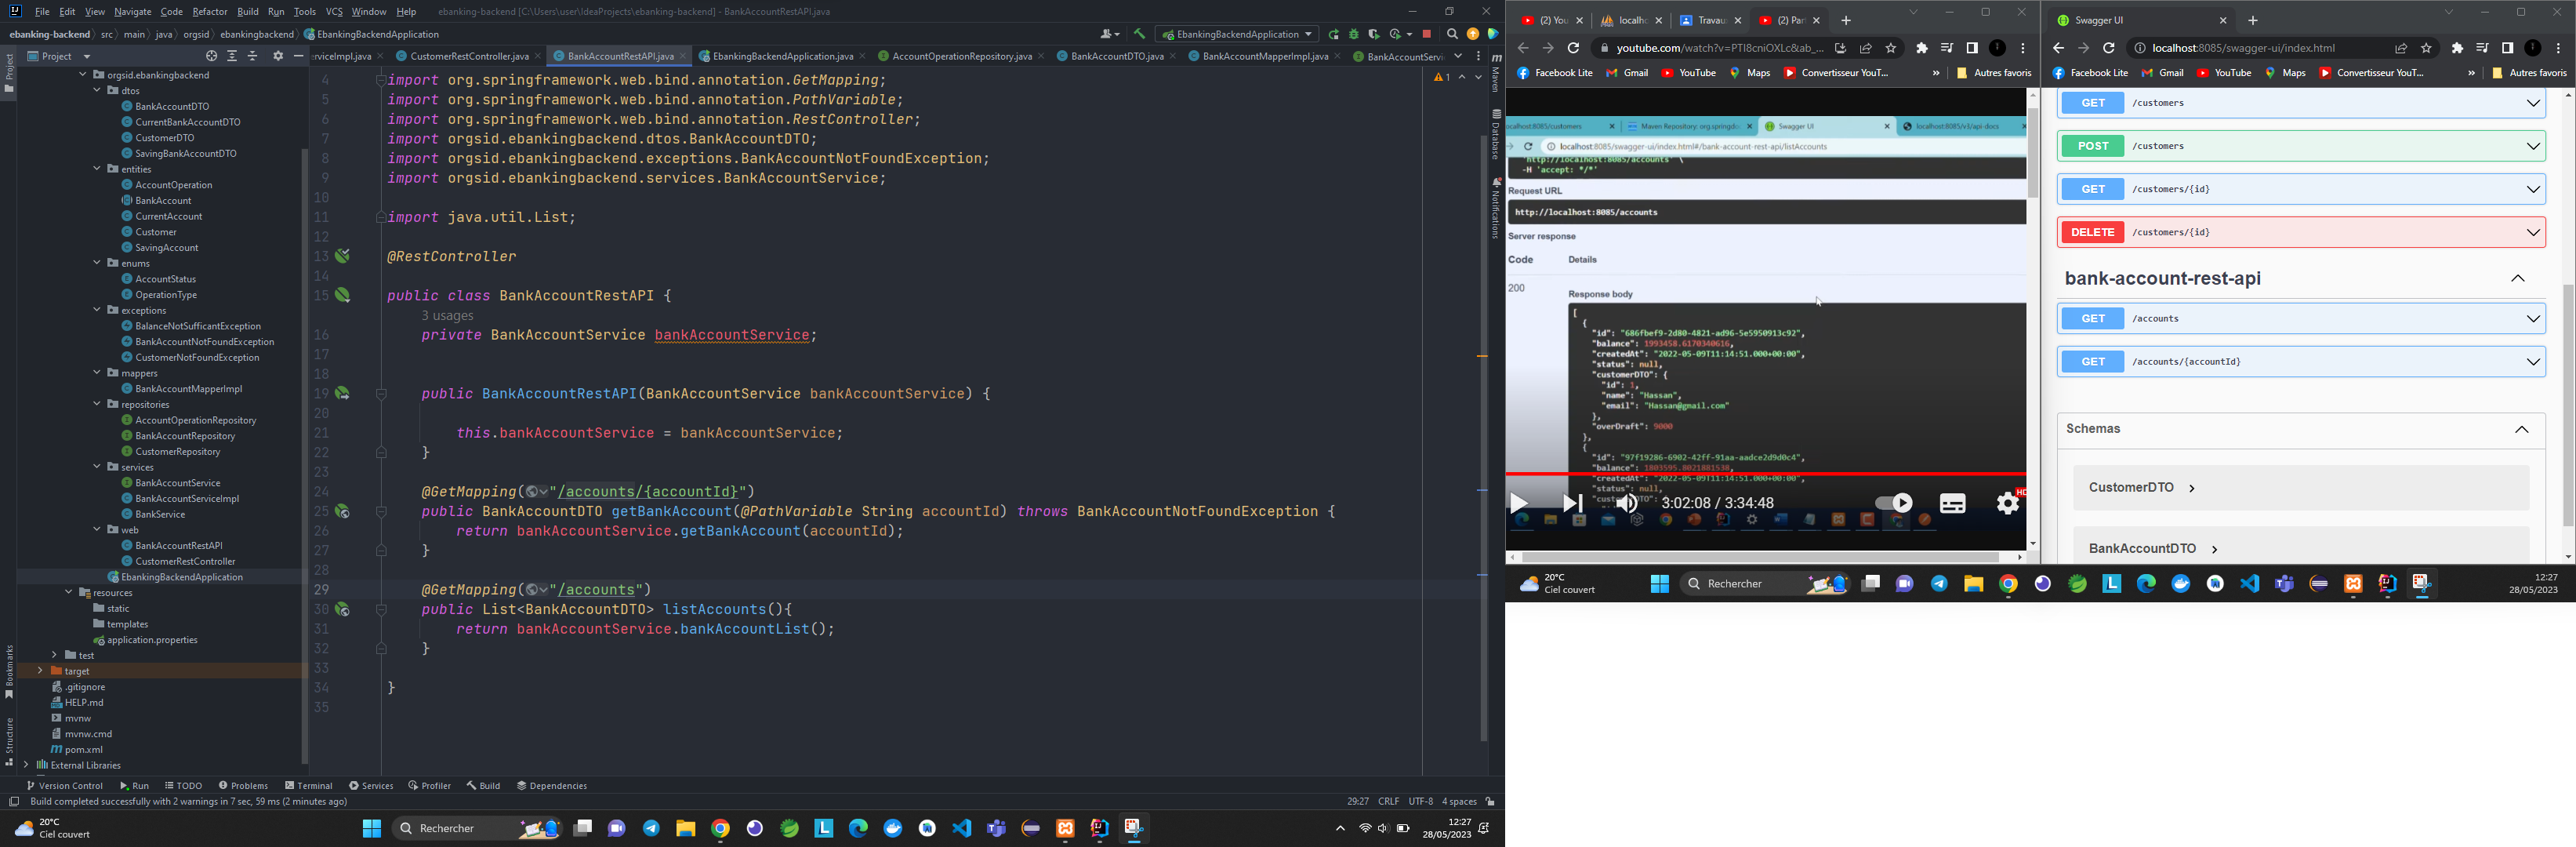 File Edit View Navigate Code Refactor Build Run Tools VCS Window Help ebanking-backend [C:\Users\user\IdeaProjects\ebanking-backend] - BankAccountRestAPI.java
ebanking-backend src main java orgsid ebankingbackend EbankingBackendApplication
EbankingBackendApplication
Project
rviceImpl.java CustomerRestController.java BankAccountRestAPI.java EbankingBackendApplication.java AccountOperationRepository.java BankAccountDTO.java BankAccountMapperImpl.java BankAccountServi
Project
Bookmarks
Structure
orgsid.ebankingbackend
dtos
BankAccountDTO
CurrentBankAccountDTO
CustomerDTO
SavingBankAccountDTO
entities
AccountOperation
BankAccount
CurrentAccount
Customer
SavingAccount
enums
AccountStatus
OperationType
exceptions
BalanceNotSufficantException
BankAccountNotFoundException
CustomerNotFoundException
mappers
BankAccountMapperImpl
repositories
AccountOperationRepository
BankAccountRepository
CustomerRepository
services
BankAccountService
BankAccountServiceImpl
BankService
web
BankAccountRestAPI
CustomerRestController
EbankingBackendApplication
resources
static
templates
application.properties
test
target
.gitignore
HELP.md
mvnw
mvnw.cmd
pom.xml
External Libraries
4 import org.springframework.web.bind.annotation.GetMapping;
5 import org.springframework.web.bind.annotation.PathVariable;
6 import org.springframework.web.bind.annotation.RestController;
7 import orgsid.ebankingbackend.dtos.BankAccountDTO;
8 import orgsid.ebankingbackend.exceptions.BankAccountNotFoundException;
9 import orgsid.ebankingbackend.services.BankAccountService;
10
11 import java.util.List;
12
13 @RestController
14
15 public class BankAccountRestAPI {
3 usages
16 private BankAccountService bankAccountService;
17
18
19 public BankAccountRestAPI(BankAccountService bankAccountService) {
20
21 this.bankAccountService = bankAccountService;
22 }
23
24 @GetMapping("/accounts/{accountId}")
25 public BankAccountDTO getBankAccount(@PathVariable String accountId) throws BankAccountNotFoundException {
26 return bankAccountService.getBankAccount(accountId);
27 }
28
29 @GetMapping("/accounts")
30 public List<BankAccountDTO> listAccounts(){
31 return bankAccountService.bankAccountList();
32 }
33
34 }
35
1
Maven
Database
Notifications
Version Control Run TODO Problems Terminal Services Profiler Build Dependencies
Build completed successfully with 2 warnings in 7 sec, 59 ms (2 minutes ago)
29:27 CRLF UTF-8 4 spaces
20°C
Ciel couvert
Rechercher
12:27
28/05/2023
(2) You localho Travaux (2) Part
youtube.com/watch?v=PTl8cniOXLc&ab_...
Facebook Lite Gmail YouTube Maps Convertisseur YouT... » Autres favoris
ocalhost:8085/customers Maven Repository: org.springdo Swagger UI localhost:8085/v3/api-docs
localhost:8085/swagger-ui/index.html#/bank-account-rest-api/listAccounts
'http://localhost:8085/accounts' \
-H 'accept: */*'
Request URL
http://localhost:8085/accounts
Server response
Code Details
200
Response body
[
{
"id": "686fbef9-2d80-4821-ad96-5e5950913c92",
"balance": 1993458.6170340616,
"createdAt": "2022-05-09T11:14:51.000+00:00",
"status": null,
"customerDTO": {
"id": 1,
"name": "Hassan",
"email": "Hassan@gmail.com"
},
"overDraft": 9000
},
{
"id": "97f19286-6902-42ff-91aa-aadce2d9d0c4",
"balance": 1803595.8021881538,
"createdAt": "2022-05-09T11:14:51.000+00:00",
"status": null,
3:02:08 / 3:34:48
HD
Swagger UI
localhost:8085/swagger-ui/index.html
Facebook Lite Gmail YouTube Maps Convertisseur YouT... » Autres favoris
GET /customers
POST /customers
GET /customers/{id}
DELETE /customers/{id}
bank-account-rest-api
GET /accounts
GET /accounts/{accountId}
Schemas
CustomerDTO
BankAccountDTO
20°C
Ciel couvert
Rechercher
12:27
28/05/2023